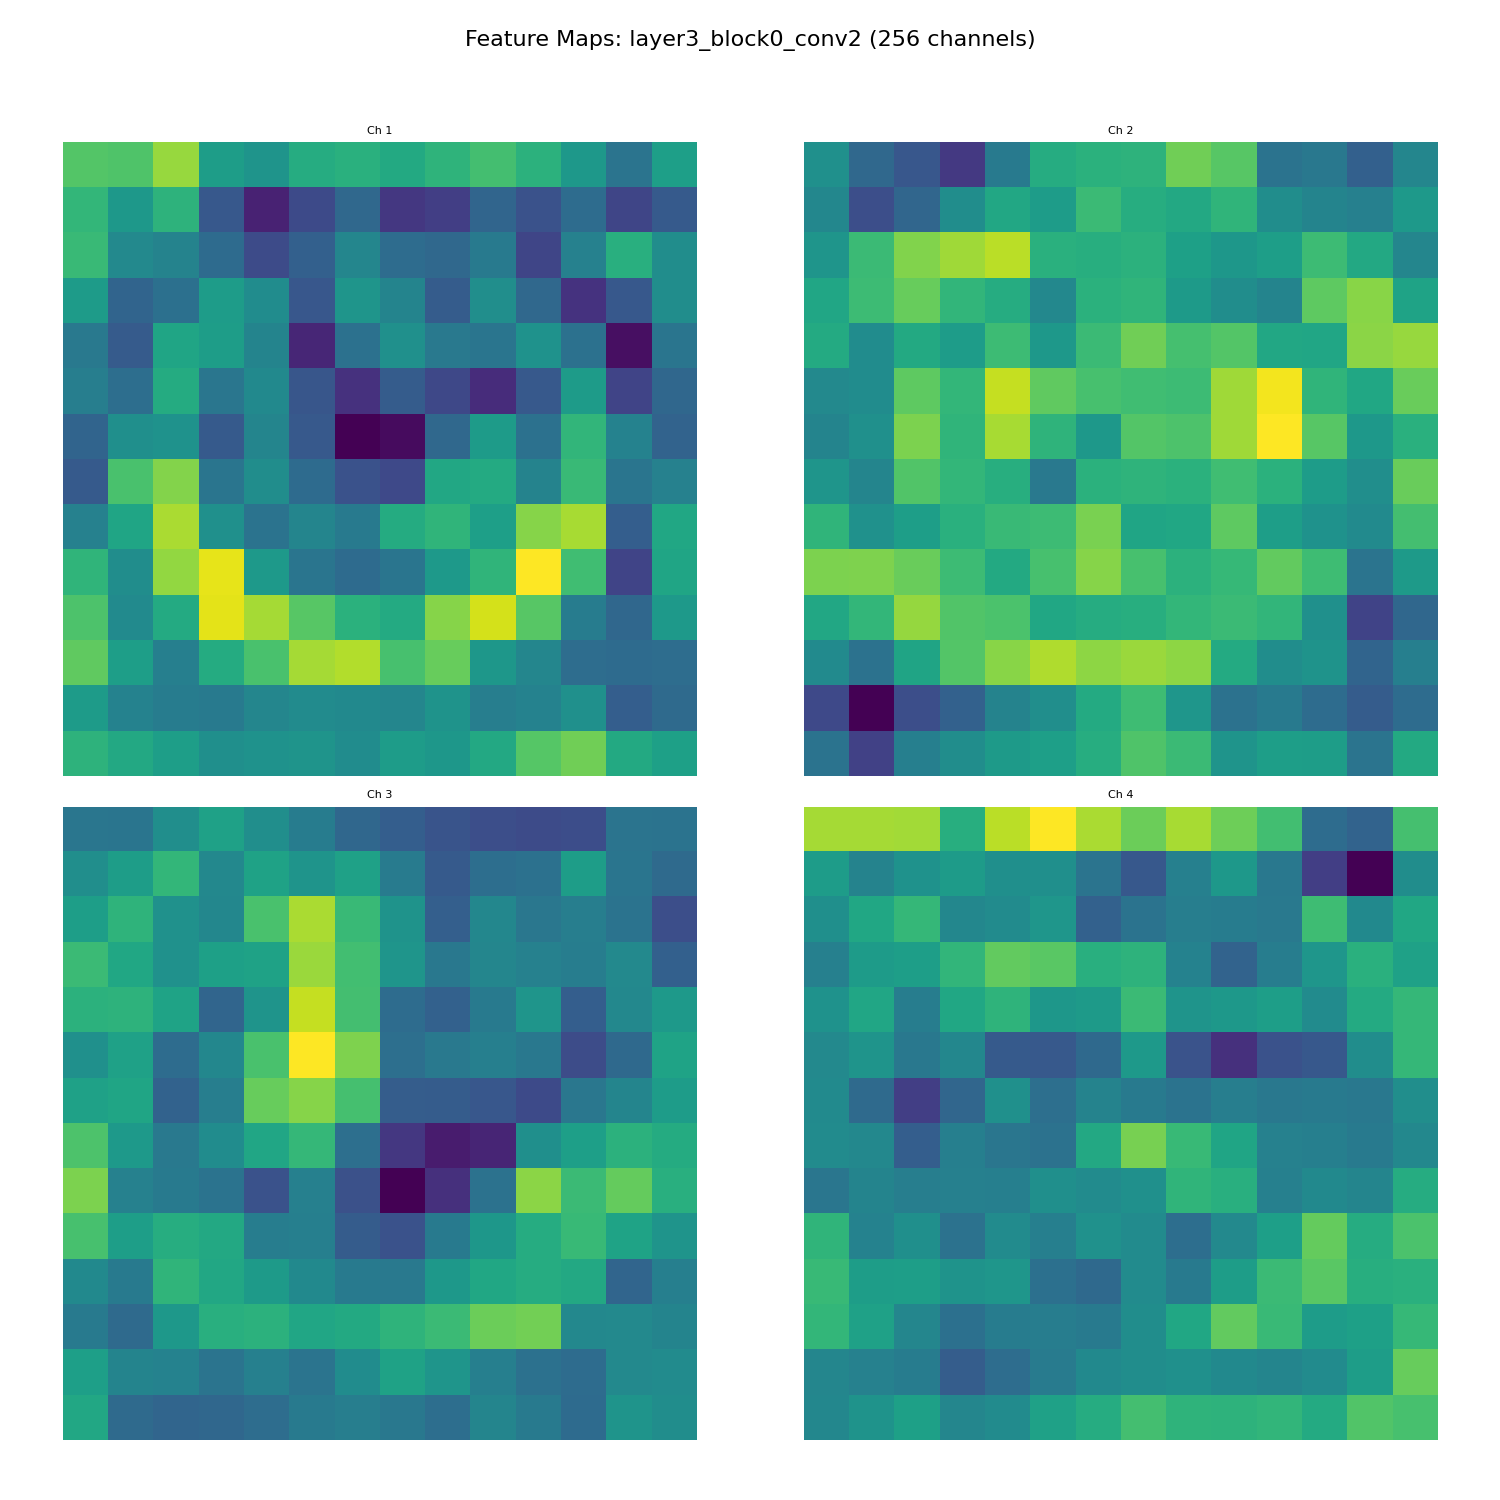 Feature Maps: layer3_block0_conv2 (256 channels)
Ch 1
Ch 2
Ch 3
Ch 4